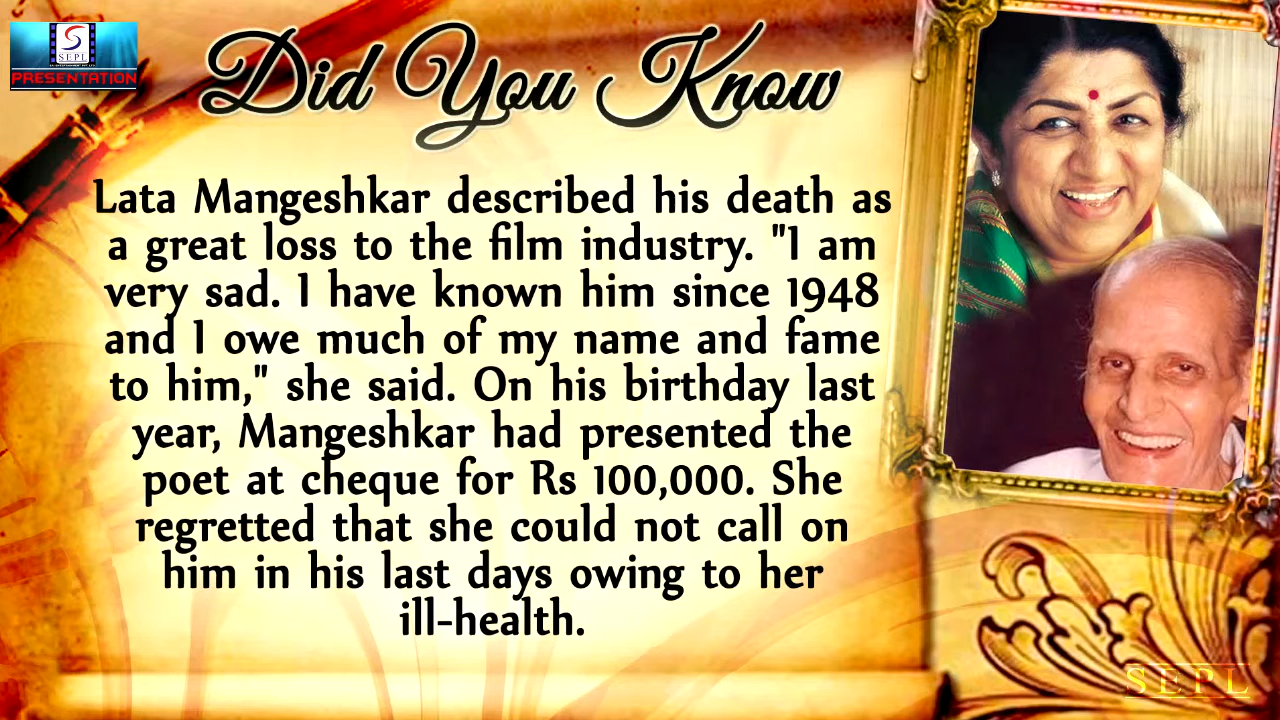 SEPL
PRESENTATION
Did You Know
Lata Mangeshkar described his death as
a great loss to the film industry. "I am
very sad. I have known him since 1948
and I owe much of my name and fame
to him," she said. On his birthday last
year, Mangeshkar had presented the
poet at cheque for Rs 100,000. She
regretted that she could not call on
him in his last days owing to her
ill-health.
SEPL